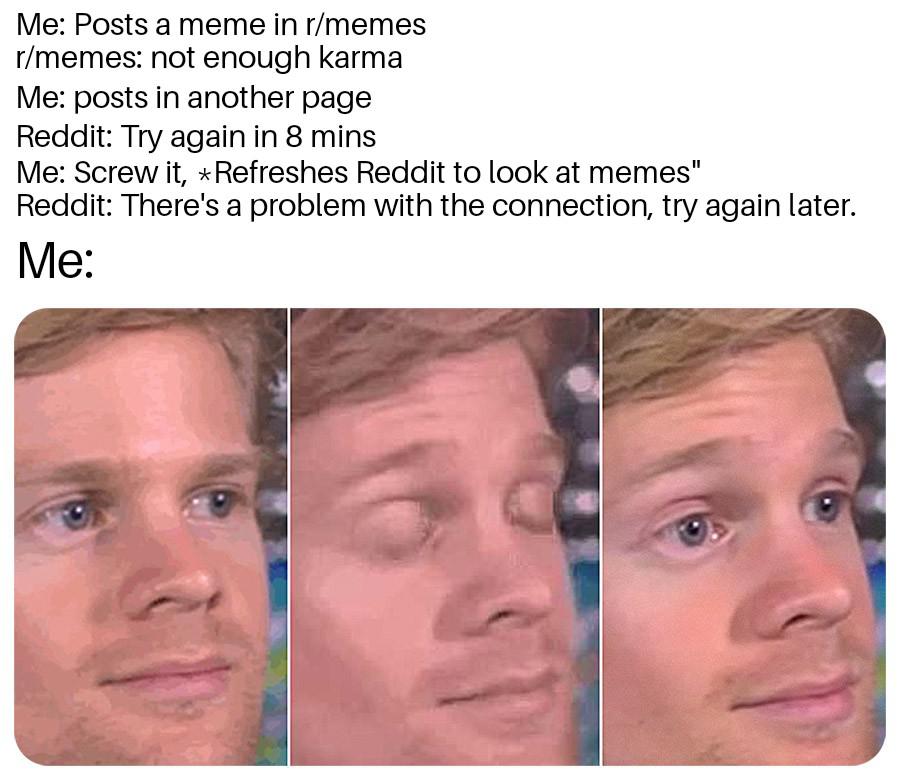 Me: Posts a meme in r/memes
r/memes: not enough karma
Me: posts in another page
Reddit: Try again in 8 mins
Me: Screw it, *Refreshes Reddit to look at memes"
Reddit: There's a problem with the connection, try again later.
Me: